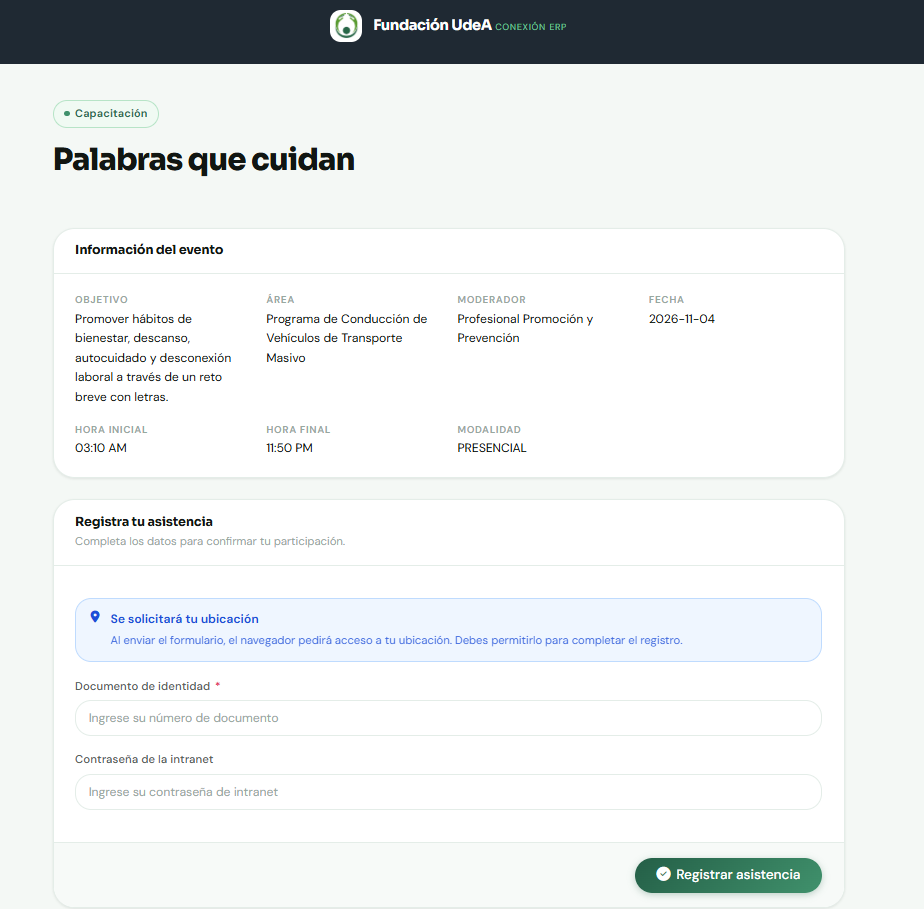 Fundación UdeA CONEXIÓN ERP
Capacitación
Palabras que cuidan
Información del evento
OBJETIVO
Promover hábitos de
bienestar, descanso,
autocuidado y desconexión
laboral a través de un reto
breve con letras.
ÁREA
Programa de Conducción de
Vehículos de Transporte
Masivo
MODERADOR
Profesional Promoción y
Prevención
FECHA
2026-11-04
HORA INICIAL
03:10 AM
HORA FINAL
11:50 PM
MODALIDAD
PRESENCIAL
Registra tu asistencia
Completa los datos para confirmar tu participación.
Se solicitará tu ubicación
Al enviar el formulario, el navegador pedirá acceso a tu ubicación. Debes permitirlo para completar el registro.
Documento de identidad *
Ingrese su número de documento
Contraseña de la intranet
Ingrese su contraseña de intranet
Registrar asistencia